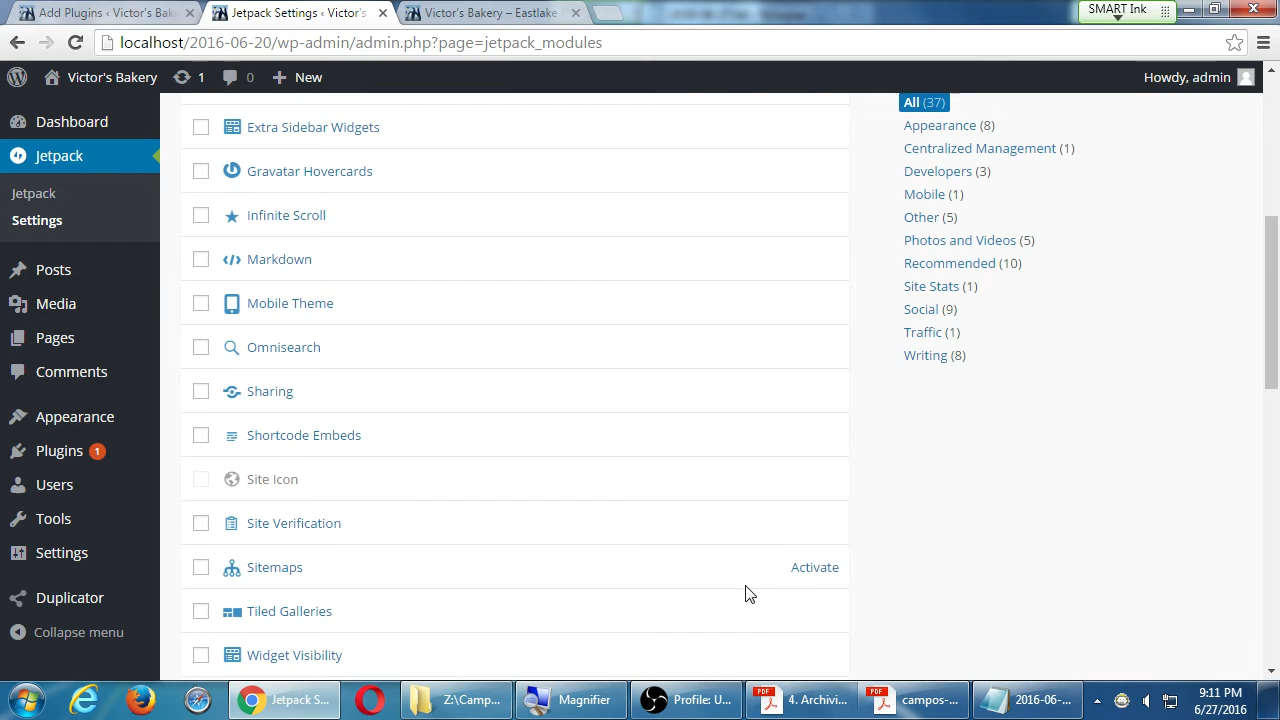 Add Plugins ‹ Victor's Bak
Jetpack Settings ‹ Victor's
Victor's Bakery – Eastlake
SMART Ink
localhost/2016-06-20/wp-admin/admin.php?page=jetpack_modules
Victor's Bakery
1
0
New
Howdy, admin
Dashboard
Jetpack
Jetpack
Settings
Posts
Media
Pages
Comments
Appearance
Plugins 1
Users
Tools
Settings
Duplicator
Collapse menu
Extra Sidebar Widgets
Gravatar Hovercards
Infinite Scroll
Markdown
Mobile Theme
Omnisearch
Sharing
Shortcode Embeds
Site Icon
Site Verification
Sitemaps
Activate
Tiled Galleries
Widget Visibility
All (37)
Appearance (8)
Centralized Management (1)
Developers (3)
Mobile (1)
Other (5)
Photos and Videos (5)
Recommended (10)
Site Stats (1)
Social (9)
Traffic (1)
Writing (8)
Jetpack S...
Z:\Camp...
Magnifier
Profile: U...
PDF
4. Archivi...
PDF
campos-...
2016-06-...
9:11 PM
6/27/2016